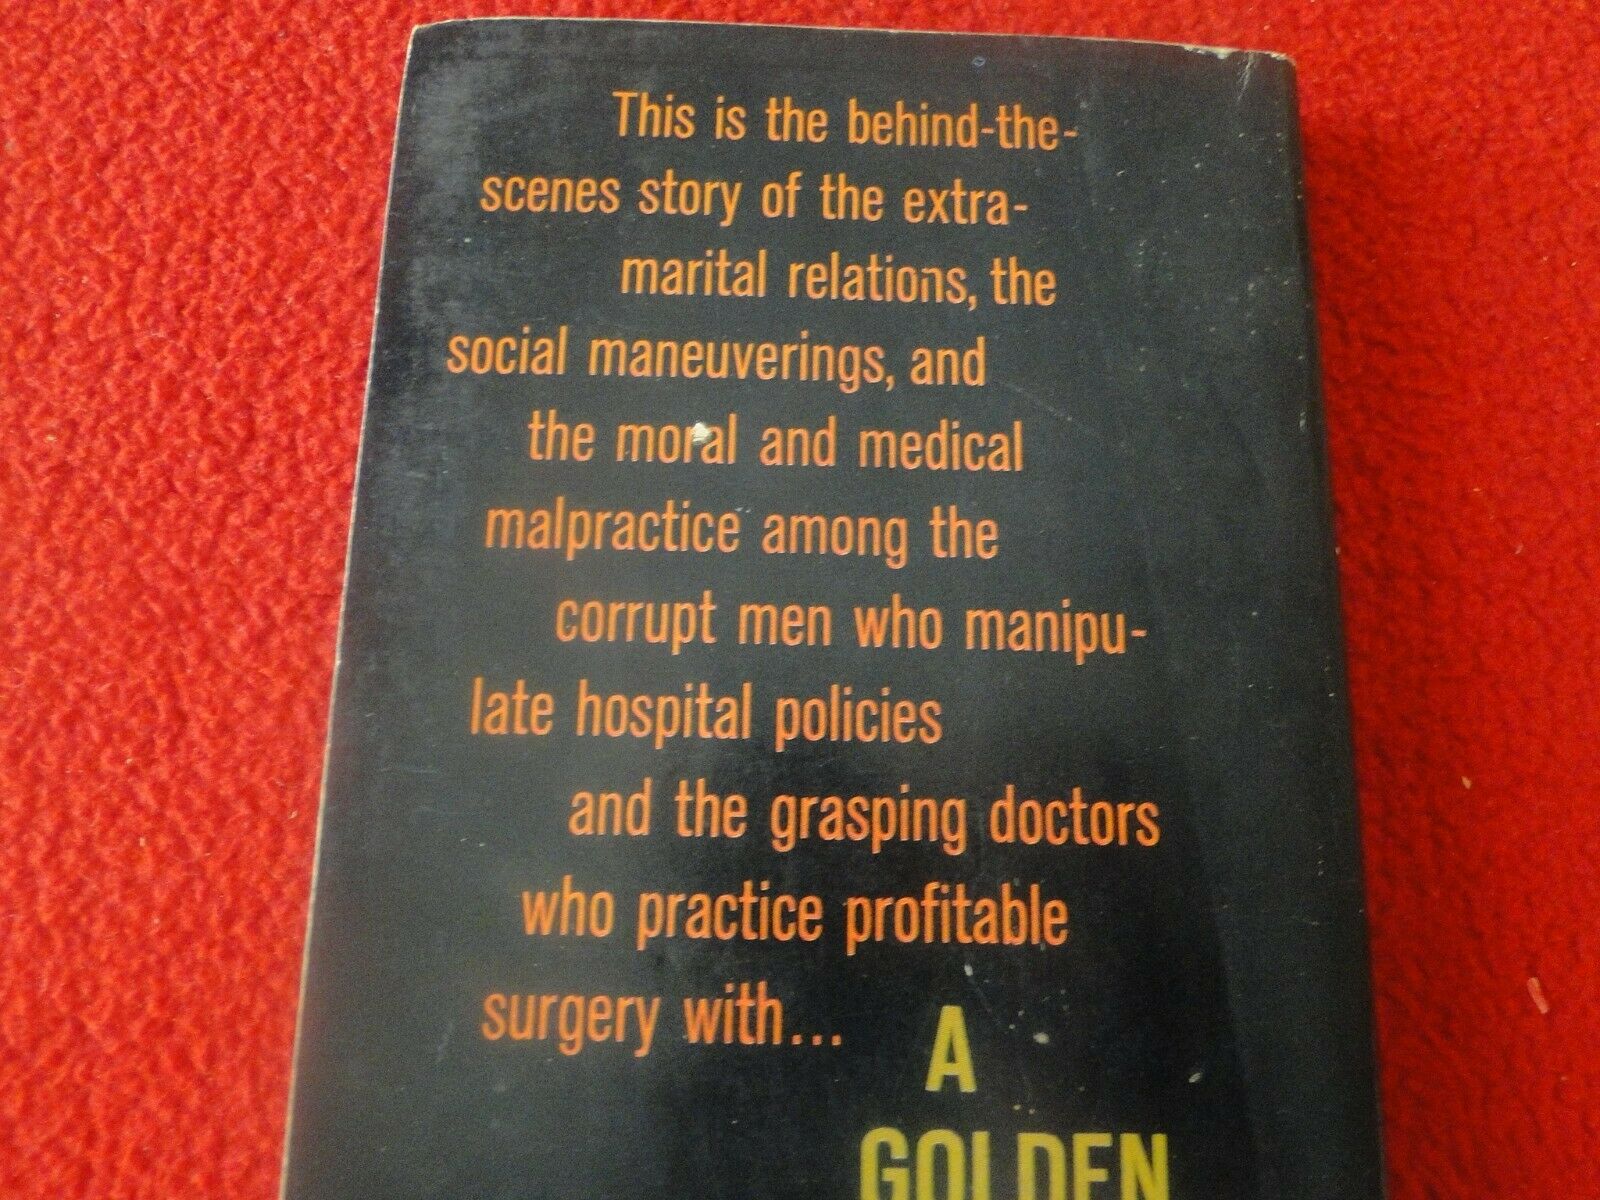 This is the behind-the-
scenes story of the extra-
marital relations, the
social maneuverings, and
the moral and medical
malpractice among the
corrupt men who manipu-
late hospital policies
and the grasping doctors
who practice profitable
surgery with...
A
GOLDEN